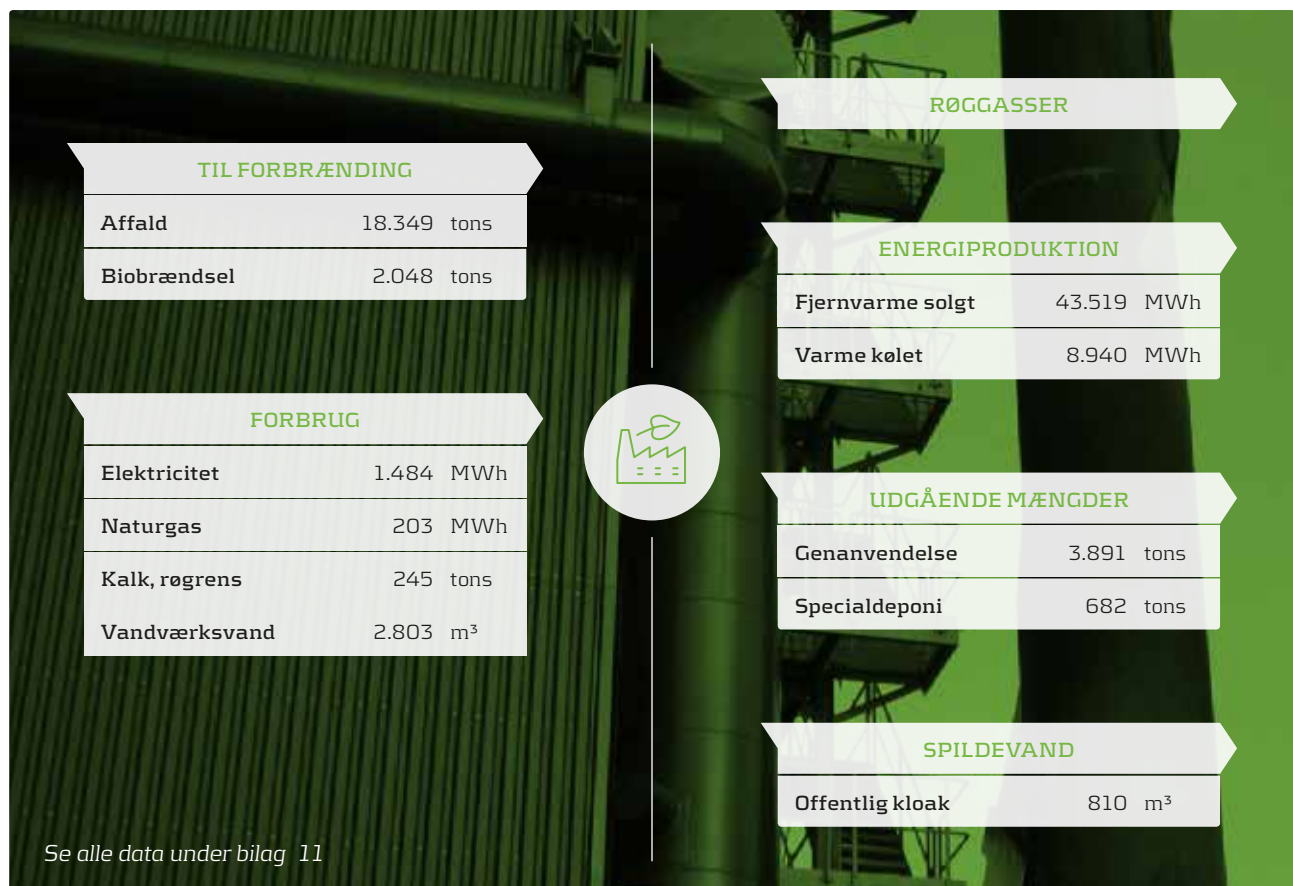 TIL FORBRÆNDING
Affald 18.349 tons
Biobrændsel 2.048 tons
FORBRUG
Elektricitet 1.484 MWh
Naturgas 203 MWh
Kalk, røgrens 245 tons
Vandværksvand 2.803 m³
Se alle data under bilag 11
RØGGASSER
ENERGIPRODUKTION
Fjernvarme solgt 43.519 MWh
Varme kølet 8.940 MWh
UDGÅENDE MÆNGDER
Genanvendelse 3.891 tons
Specialdeponi 682 tons
SPILDEVAND
Offentlig kloak 810 m³